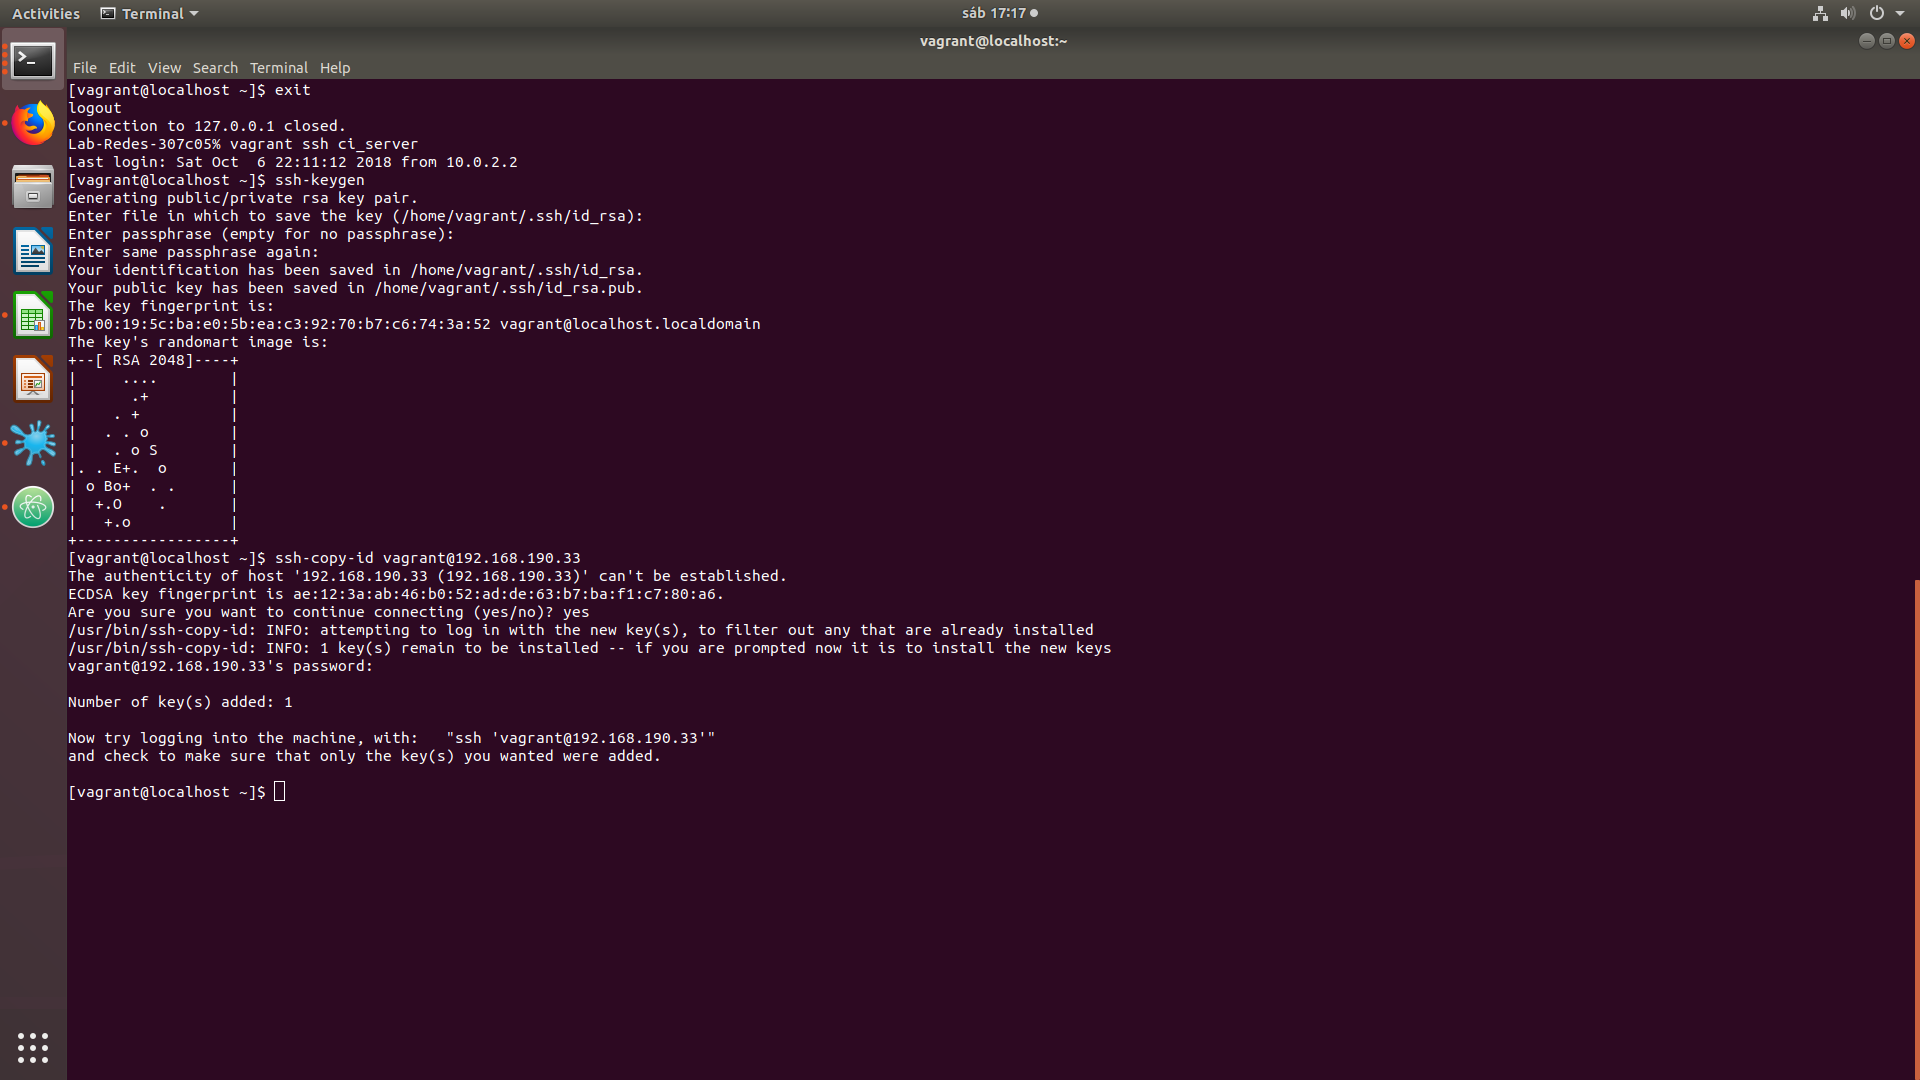 Activities Terminal sáb 17:17
vagrant@localhost:~
File Edit View Search Terminal Help
[vagrant@localhost ~]$ exit
logout
Connection to 127.0.0.1 closed.
Lab-Redes-307c05% vagrant ssh ci_server
Last login: Sat Oct  6 22:11:12 2018 from 10.0.2.2
[vagrant@localhost ~]$ ssh-keygen
Generating public/private rsa key pair.
Enter file in which to save the key (/home/vagrant/.ssh/id_rsa):
Enter passphrase (empty for no passphrase):
Enter same passphrase again:
Your identification has been saved in /home/vagrant/.ssh/id_rsa.
Your public key has been saved in /home/vagrant/.ssh/id_rsa.pub.
The key fingerprint is:
7b:00:19:5c:ba:e0:5b:ea:c3:92:70:b7:c6:74:3a:52 vagrant@localhost.localdomain
The key's randomart image is:
+--[ RSA 2048]----+
|     ....        |
|      .+         |
|    . +          |
|   . . o         |
|    . o S        |
|. . E+.  o       |
| o Bo+  . .      |
|  +.O    .       |
|   +.o           |
+-----------------+
[vagrant@localhost ~]$ ssh-copy-id vagrant@192.168.190.33
The authenticity of host '192.168.190.33 (192.168.190.33)' can't be established.
ECDSA key fingerprint is ae:12:3a:ab:46:b0:52:ad:de:63:b7:ba:f1:c7:80:a6.
Are you sure you want to continue connecting (yes/no)? yes
/usr/bin/ssh-copy-id: INFO: attempting to log in with the new key(s), to filter out any that are already installed
/usr/bin/ssh-copy-id: INFO: 1 key(s) remain to be installed -- if you are prompted now it is to install the new keys
vagrant@192.168.190.33's password:
Number of key(s) added: 1
Now try logging into the machine, with:   "ssh 'vagrant@192.168.190.33'"
and check to make sure that only the key(s) you wanted were added.
[vagrant@localhost ~]$